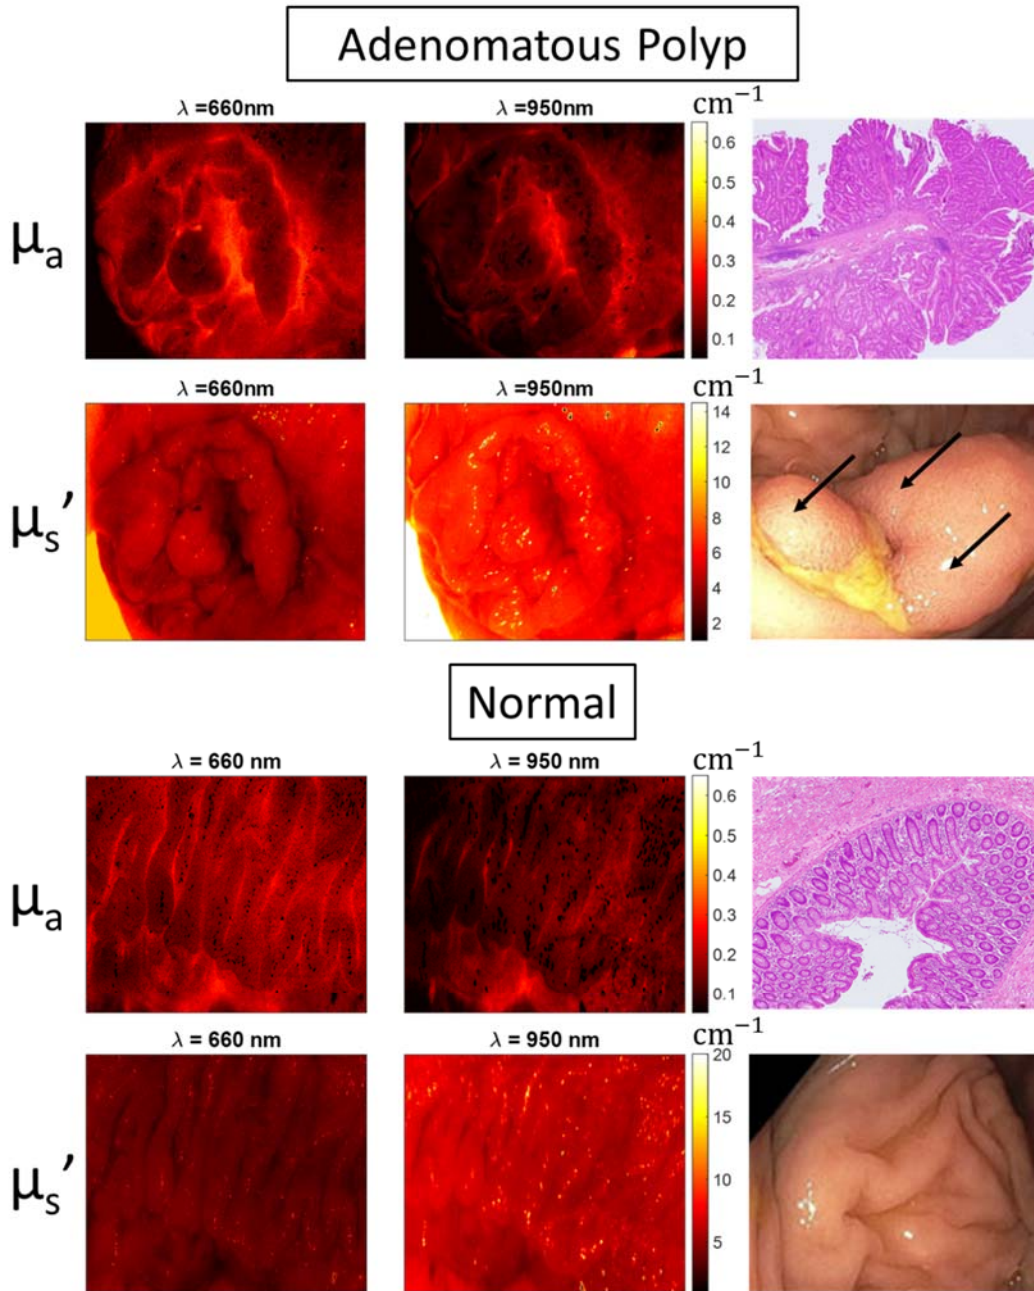 Adenomatous Polyp
λ =660nm
λ =950nm
cm⁻¹
μₐ
0.6
0.5
0.4
0.3
0.2
0.1
λ =660nm
λ =950nm
cm⁻¹
μₛ′
14
12
10
8
6
4
2
Normal
λ = 660 nm
λ = 950 nm
cm⁻¹
μₐ
0.6
0.5
0.4
0.3
0.2
0.1
λ = 660 nm
λ = 950 nm
cm⁻¹
μₛ′
20
15
10
5